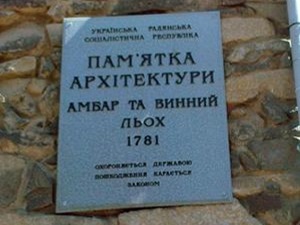 УКРАЇНСЬКА РАДЯНСЬКА
СОЦІАЛІСТИЧНА РЕСПУБЛІКА
ПАМ'ЯТКА
АРХІТЕКТУРИ
АМБАР ТА ВИННИЙ
ЛЬОХ
1781
ОХОРОНЯЄТЬСЯ ДЕРЖАВОЮ
ПОШКОДЖЕННЯ КАРАЄТЬСЯ
ЗАКОНОМ